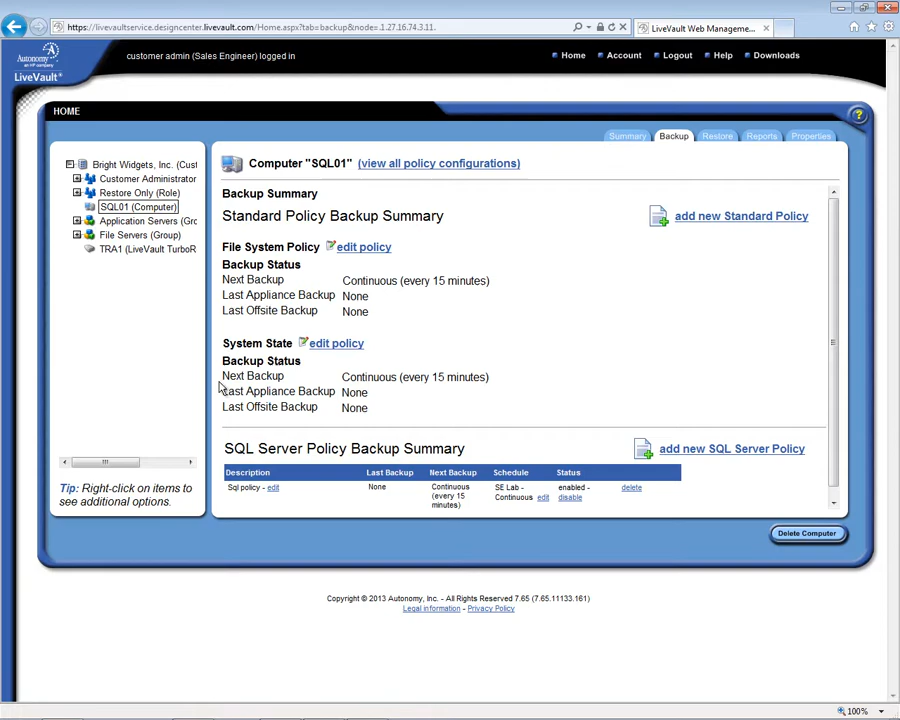 https://livevaultservice.designcenter.livevault.com/Home.aspx?tab=backup&node=.1.27.16.74.3.11.
LiveVault Web Manageme...
Autonomy
an HP company
LiveVault®
customer admin (Sales Engineer) logged in
Home
Account
Logout
Help
Downloads
HOME
?
Summary
Backup
Restore
Reports
Properties
Bright Widgets, Inc. (Cust
Customer Administrator
Restore Only (Role)
SQL01 (Computer)
Application Servers (Gro
File Servers (Group)
TRA1 (LiveVault TurboR
Tip: Right-click on items to
see additional options.
Computer "SQL01" (view all policy configurations)
Backup Summary
Standard Policy Backup Summary
add new Standard Policy
File System Policy edit policy
Backup Status
Next Backup Continuous (every 15 minutes)
Last Appliance Backup None
Last Offsite Backup None
System State edit policy
Backup Status
Next Backup Continuous (every 15 minutes)
Last Appliance Backup None
Last Offsite Backup None
SQL Server Policy Backup Summary
add new SQL Server Policy
Description Last Backup Next Backup Schedule Status
Sql policy - edit None Continuous SE Lab - enabled - delete
(every 15 Continuous edit disable
minutes)
Delete Computer
Copyright © 2013 Autonomy, Inc. - All Rights Reserved 7.65 (7.65.11133.161)
Legal information - Privacy Policy
100%